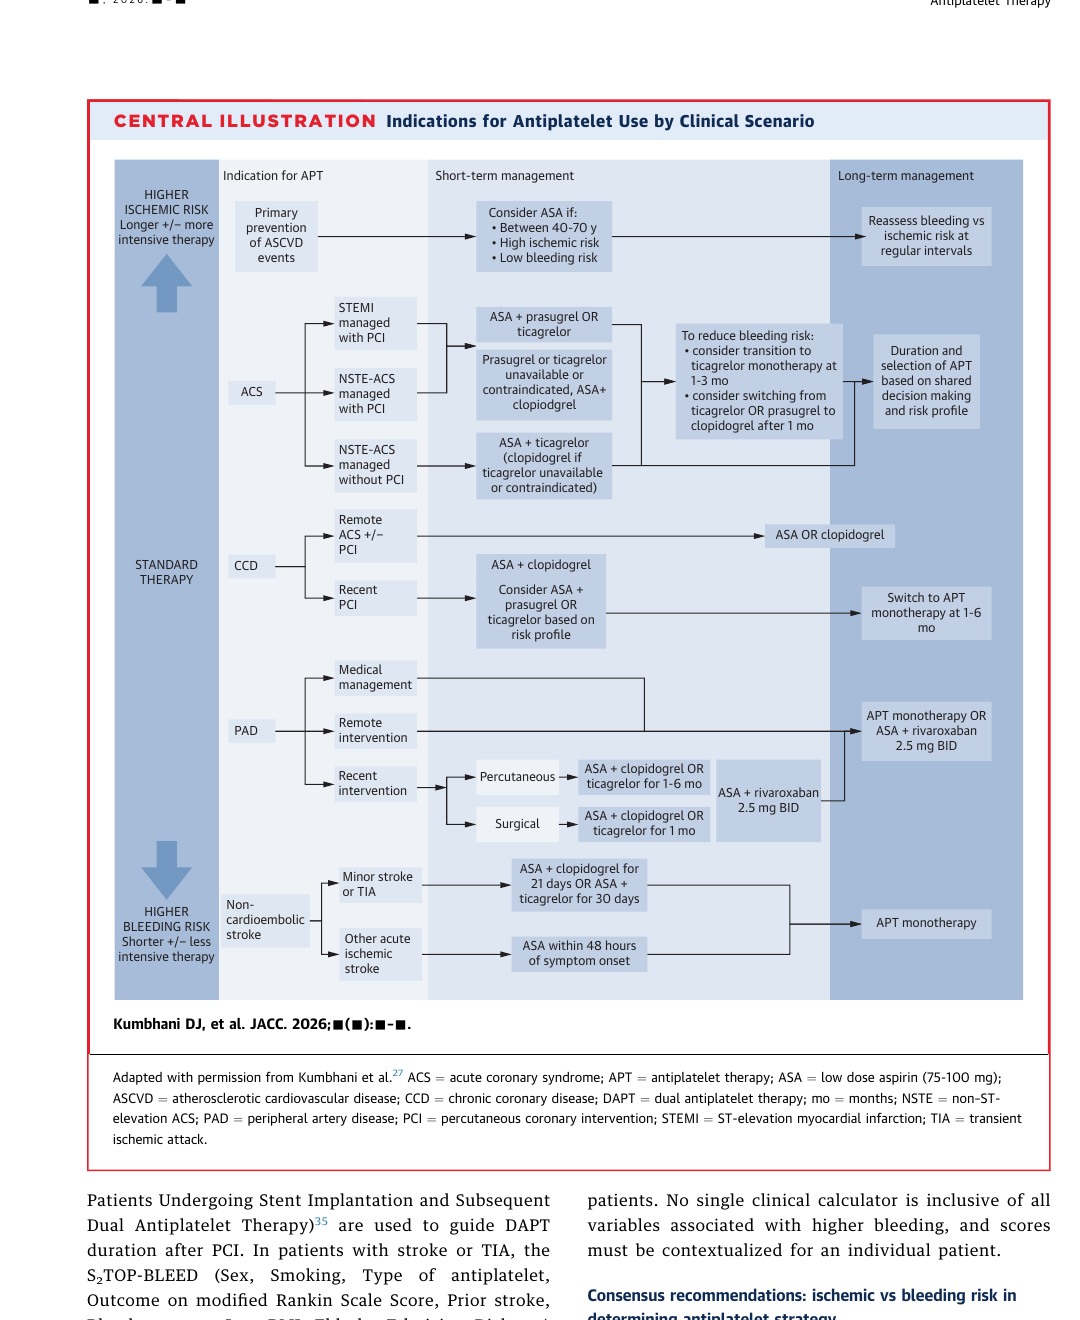 ■, 2026:■-■
Antiplatelet Therapy
CENTRAL ILLUSTRATION Indications for Antiplatelet Use by Clinical Scenario
Indication for APT
Short-term management
Long-term management
HIGHER
ISCHEMIC RISK
Longer +/− more
intensive therapy
STANDARD
THERAPY
HIGHER
BLEEDING RISK
Shorter +/− less
intensive therapy
Primary
prevention
of ASCVD
events
Consider ASA if:
• Between 40-70 y
• High ischemic risk
• Low bleeding risk
Reassess bleeding vs
ischemic risk at
regular intervals
ACS
STEMI
managed
with PCI
NSTE-ACS
managed
with PCI
NSTE-ACS
managed
without PCI
ASA + prasugrel OR
ticagrelor
Prasugrel or ticagrelor
unavailable or
contraindicated, ASA+
clopiodgrel
ASA + ticagrelor
(clopidogrel if
ticagrelor unavailable
or contraindicated)
To reduce bleeding risk:
• consider transition to
ticagrelor monotherapy at
1-3 mo
• consider switching from
ticagrelor OR prasugrel to
clopidogrel after 1 mo
Duration and
selection of APT
based on shared
decision making
and risk profile
CCD
Remote
ACS +/−
PCI
ASA OR clopidogrel
Recent
PCI
ASA + clopidogrel
Consider ASA +
prasugrel OR
ticagrelor based on
risk profile
Switch to APT
monotherapy at 1-6
mo
PAD
Medical
management
Remote
intervention
Recent
intervention
Percutaneous
ASA + clopidogrel OR
ticagrelor for 1-6 mo
Surgical
ASA + clopidogrel OR
ticagrelor for 1 mo
ASA + rivaroxaban
2.5 mg BID
APT monotherapy OR
ASA + rivaroxaban
2.5 mg BID
Non-
cardioembolic
stroke
Minor stroke
or TIA
ASA + clopidogrel for
21 days OR ASA +
ticagrelor for 30 days
Other acute
ischemic
stroke
ASA within 48 hours
of symptom onset
APT monotherapy
Kumbhani DJ, et al. JACC. 2026;■(■):■-■.
Adapted with permission from Kumbhani et al.27 ACS = acute coronary syndrome; APT = antiplatelet therapy; ASA = low dose aspirin (75-100 mg);
ASCVD = atherosclerotic cardiovascular disease; CCD = chronic coronary disease; DAPT = dual antiplatelet therapy; mo = months; NSTE = non-ST-
elevation ACS; PAD = peripheral artery disease; PCI = percutaneous coronary intervention; STEMI = ST-elevation myocardial infarction; TIA = transient
ischemic attack.
Patients Undergoing Stent Implantation and Subsequent
Dual Antiplatelet Therapy)35 are used to guide DAPT
duration after PCI. In patients with stroke or TIA, the
S2TOP-BLEED (Sex, Smoking, Type of antiplatelet,
Outcome on modified Rankin Scale Score, Prior stroke,
patients. No single clinical calculator is inclusive of all
variables associated with higher bleeding, and scores
must be contextualized for an individual patient.
Consensus recommendations: ischemic vs bleeding risk in
determining antiplatelet strategy